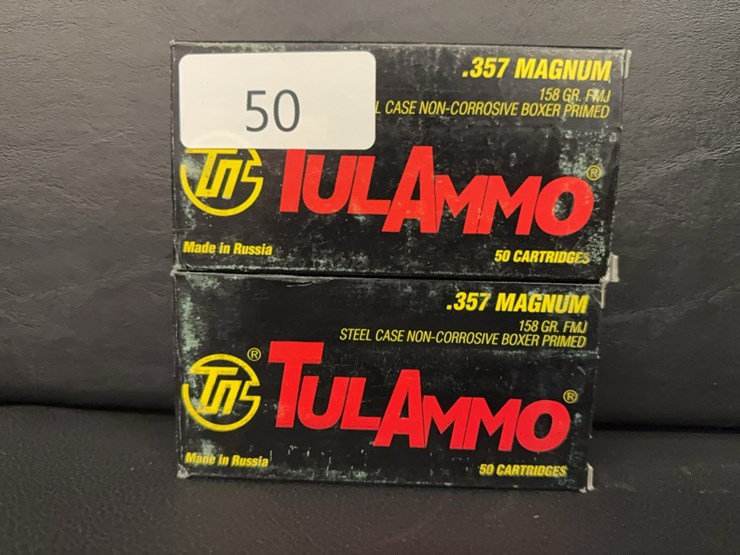 50
.357 MAGNUM
158 GR. FMJ
L CASE NON-CORROSIVE BOXER PRIMED
TULAMMO®
Made in Russia
50 CARTRIDGES
.357 MAGNUM
158 GR. FMJ
STEEL CASE NON-CORROSIVE BOXER PRIMED
® TULAMMO®
Made in Russia
50 CARTRIDGES